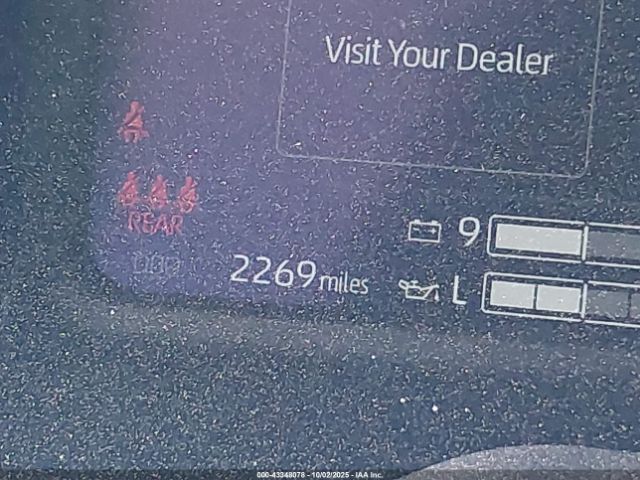 Visit Your Dealer
REAR
9
2269 miles
L
000-43348078 - 10/02/2025 - IAA Inc.